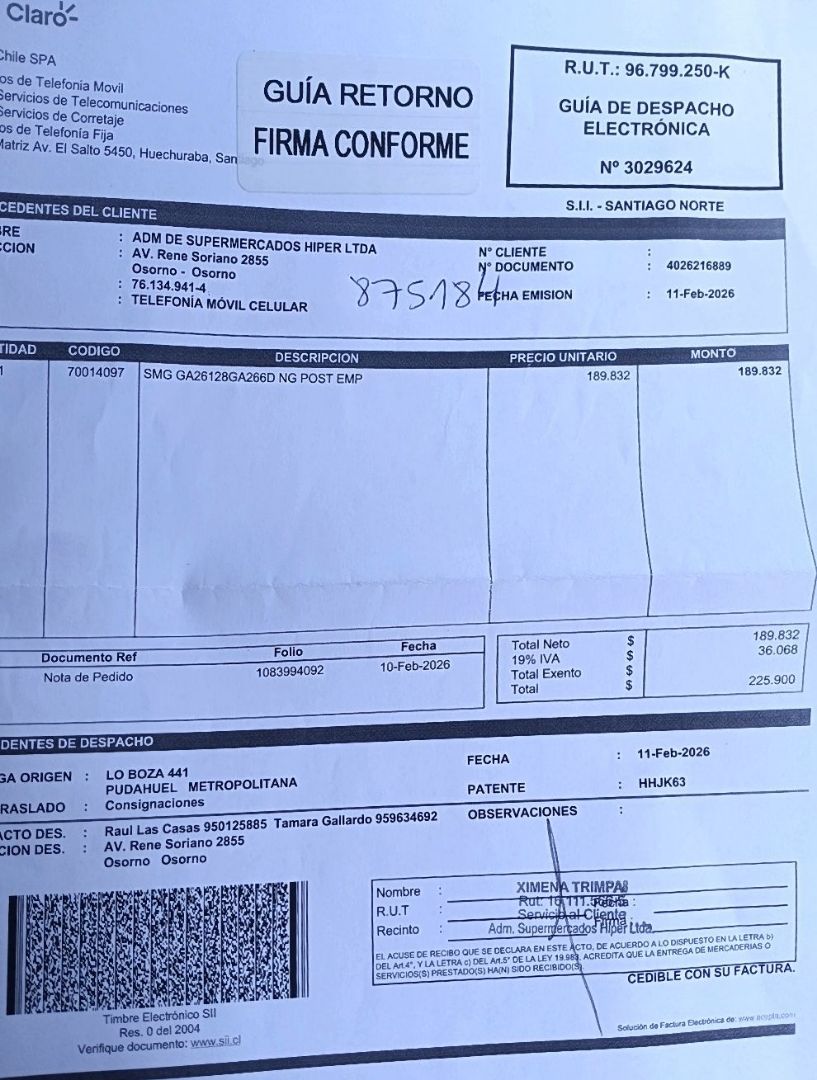 Claro
Chile SPA
os de Telefonía Movil
Servicios de Telecomunicaciones
Servicios de Corretaje
os de Telefonía Fija
Matriz Av. El Salto 5450, Huechuraba, Santiago
GUÍA RETORNO
FIRMA CONFORME
R.U.T.: 96.799.250-K
GUÍA DE DESPACHO
ELECTRÓNICA
Nº 3029624
S.I.I. - SANTIAGO NORTE
CEDENTES DEL CLIENTE
BRE : ADM DE SUPERMERCADOS HIPER LTDA
CCION : AV. Rene Soriano 2855
Osorno - Osorno
: 76.134.941-4
: TELEFONÍA MÓVIL CELULAR
875184
Nº CLIENTE :
Nº DOCUMENTO : 4026216889
FECHA EMISION : 11-Feb-2026
TIDAD CODIGO DESCRIPCION PRECIO UNITARIO MONTO
1 70014097 SMG GA26128GA266D NG POST EMP 189.832 189.832
Documento Ref Folio Fecha
Nota de Pedido 1083994092 10-Feb-2026
Total Neto $ 189.832
19% IVA $ 36.068
Total Exento $
Total $ 225.900
DENTES DE DESPACHO
GA ORIGEN : LO BOZA 441
PUDAHUEL METROPOLITANA
RASLADO : Consignaciones
ACTO DES. : Raul Las Casas 950125885 Tamara Gallardo 959634692
CION DES. : AV. Rene Soriano 2855
Osorno Osorno
FECHA : 11-Feb-2026
PATENTE : HHJK63
OBSERVACIONES :
Nombre : XIMENA TRIMPAS
R.U.T : Rut: Fecha :
Servicio al Cliente
Recinto : Firma :
Adm. Supermercados Hiper Ltda.
EL ACUSE DE RECIBO QUE SE DECLARA EN ESTE ACTO, DE ACUERDO A LO DISPUESTO EN LA LETRA b)
DEL Art.4°, Y LA LETRA c) DEL Art.5° DE LA LEY 19.983, ACREDITA QUE LA ENTREGA DE MERCADERIAS O
SERVICIOS(S) PRESTADO(S) HA(N) SIDO RECIBIDO(S).
CEDIBLE CON SU FACTURA.
Timbre Electrónico SII
Res. 0 del 2004
Verifique documento: www.sii.cl
Solución de Factura Electrónica de: